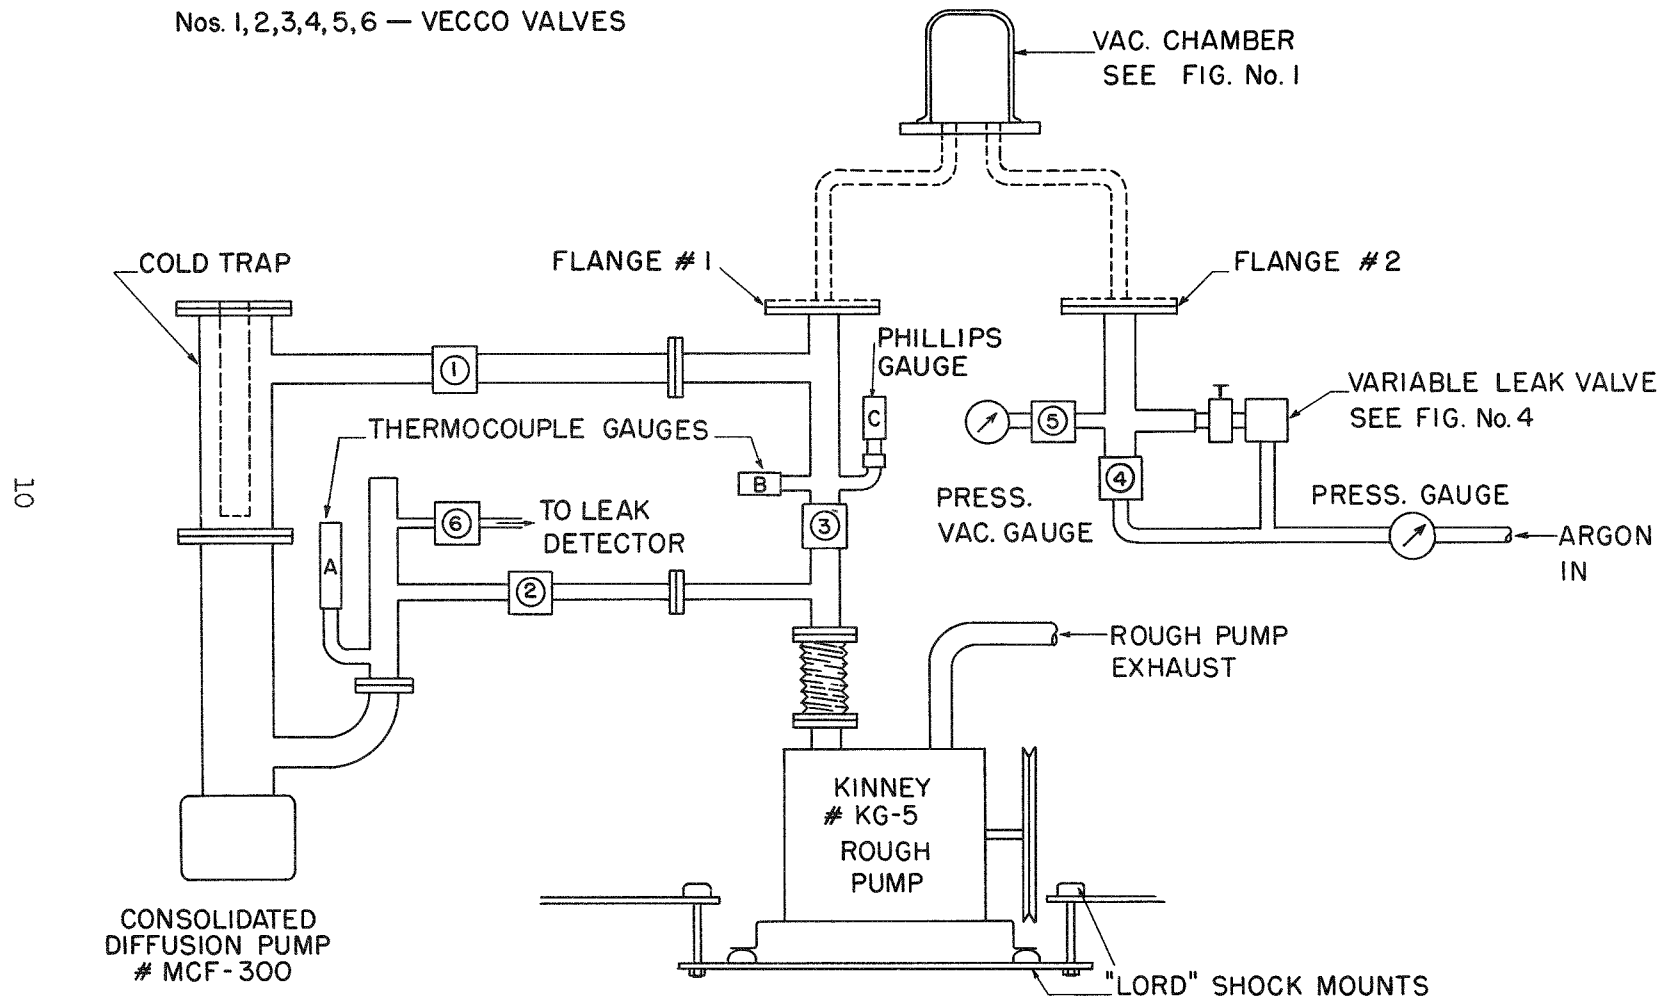 Nos. 1,2,3,4,5,6 — VECCO VALVES
VAC. CHAMBER
SEE FIG. No. 1
COLD TRAP
FLANGE # 1
FLANGE # 2
PHILLIPS
GAUGE
1
VARIABLE LEAK VALVE
SEE FIG. No. 4
THERMOCOUPLE GAUGES
C
5
4
B
PRESS.
VAC. GAUGE
PRESS. GAUGE
10
6
TO LEAK
DETECTOR
3
ARGON
IN
A
2
ROUGH PUMP
EXHAUST
KINNEY
# KG-5
ROUGH
PUMP
CONSOLIDATED
DIFFUSION PUMP
# MCF-300
"LORD" SHOCK MOUNTS